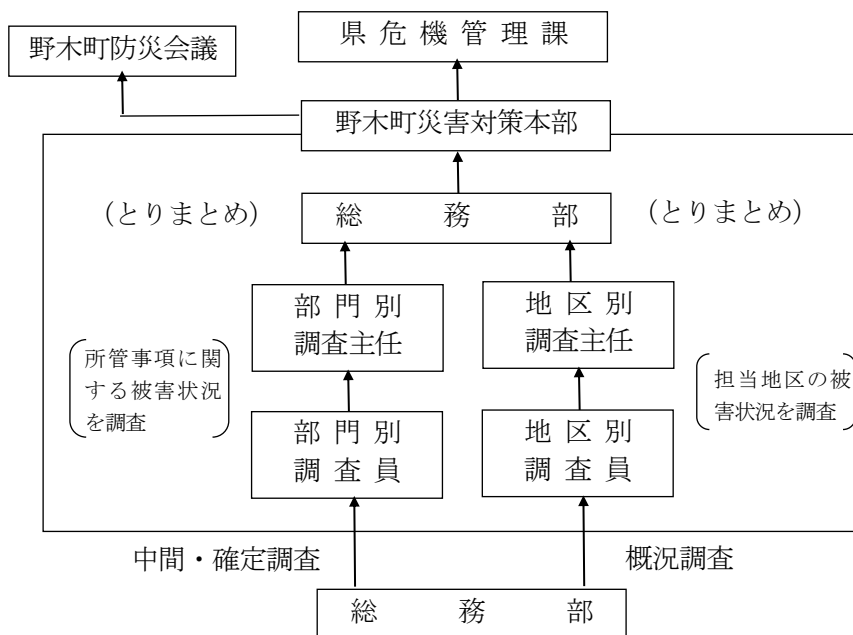 県危機管理課
野木町防災会議
野木町災害対策本部
(とりまとめ)
総務部
(とりまとめ)
部門別
調査主任
地区別
調査主任
所管事項に関
する被害状況
を調査
担当地区の被
害状況を調査
部門別
調査員
地区別
調査員
中間・確定調査
概況調査
総務部